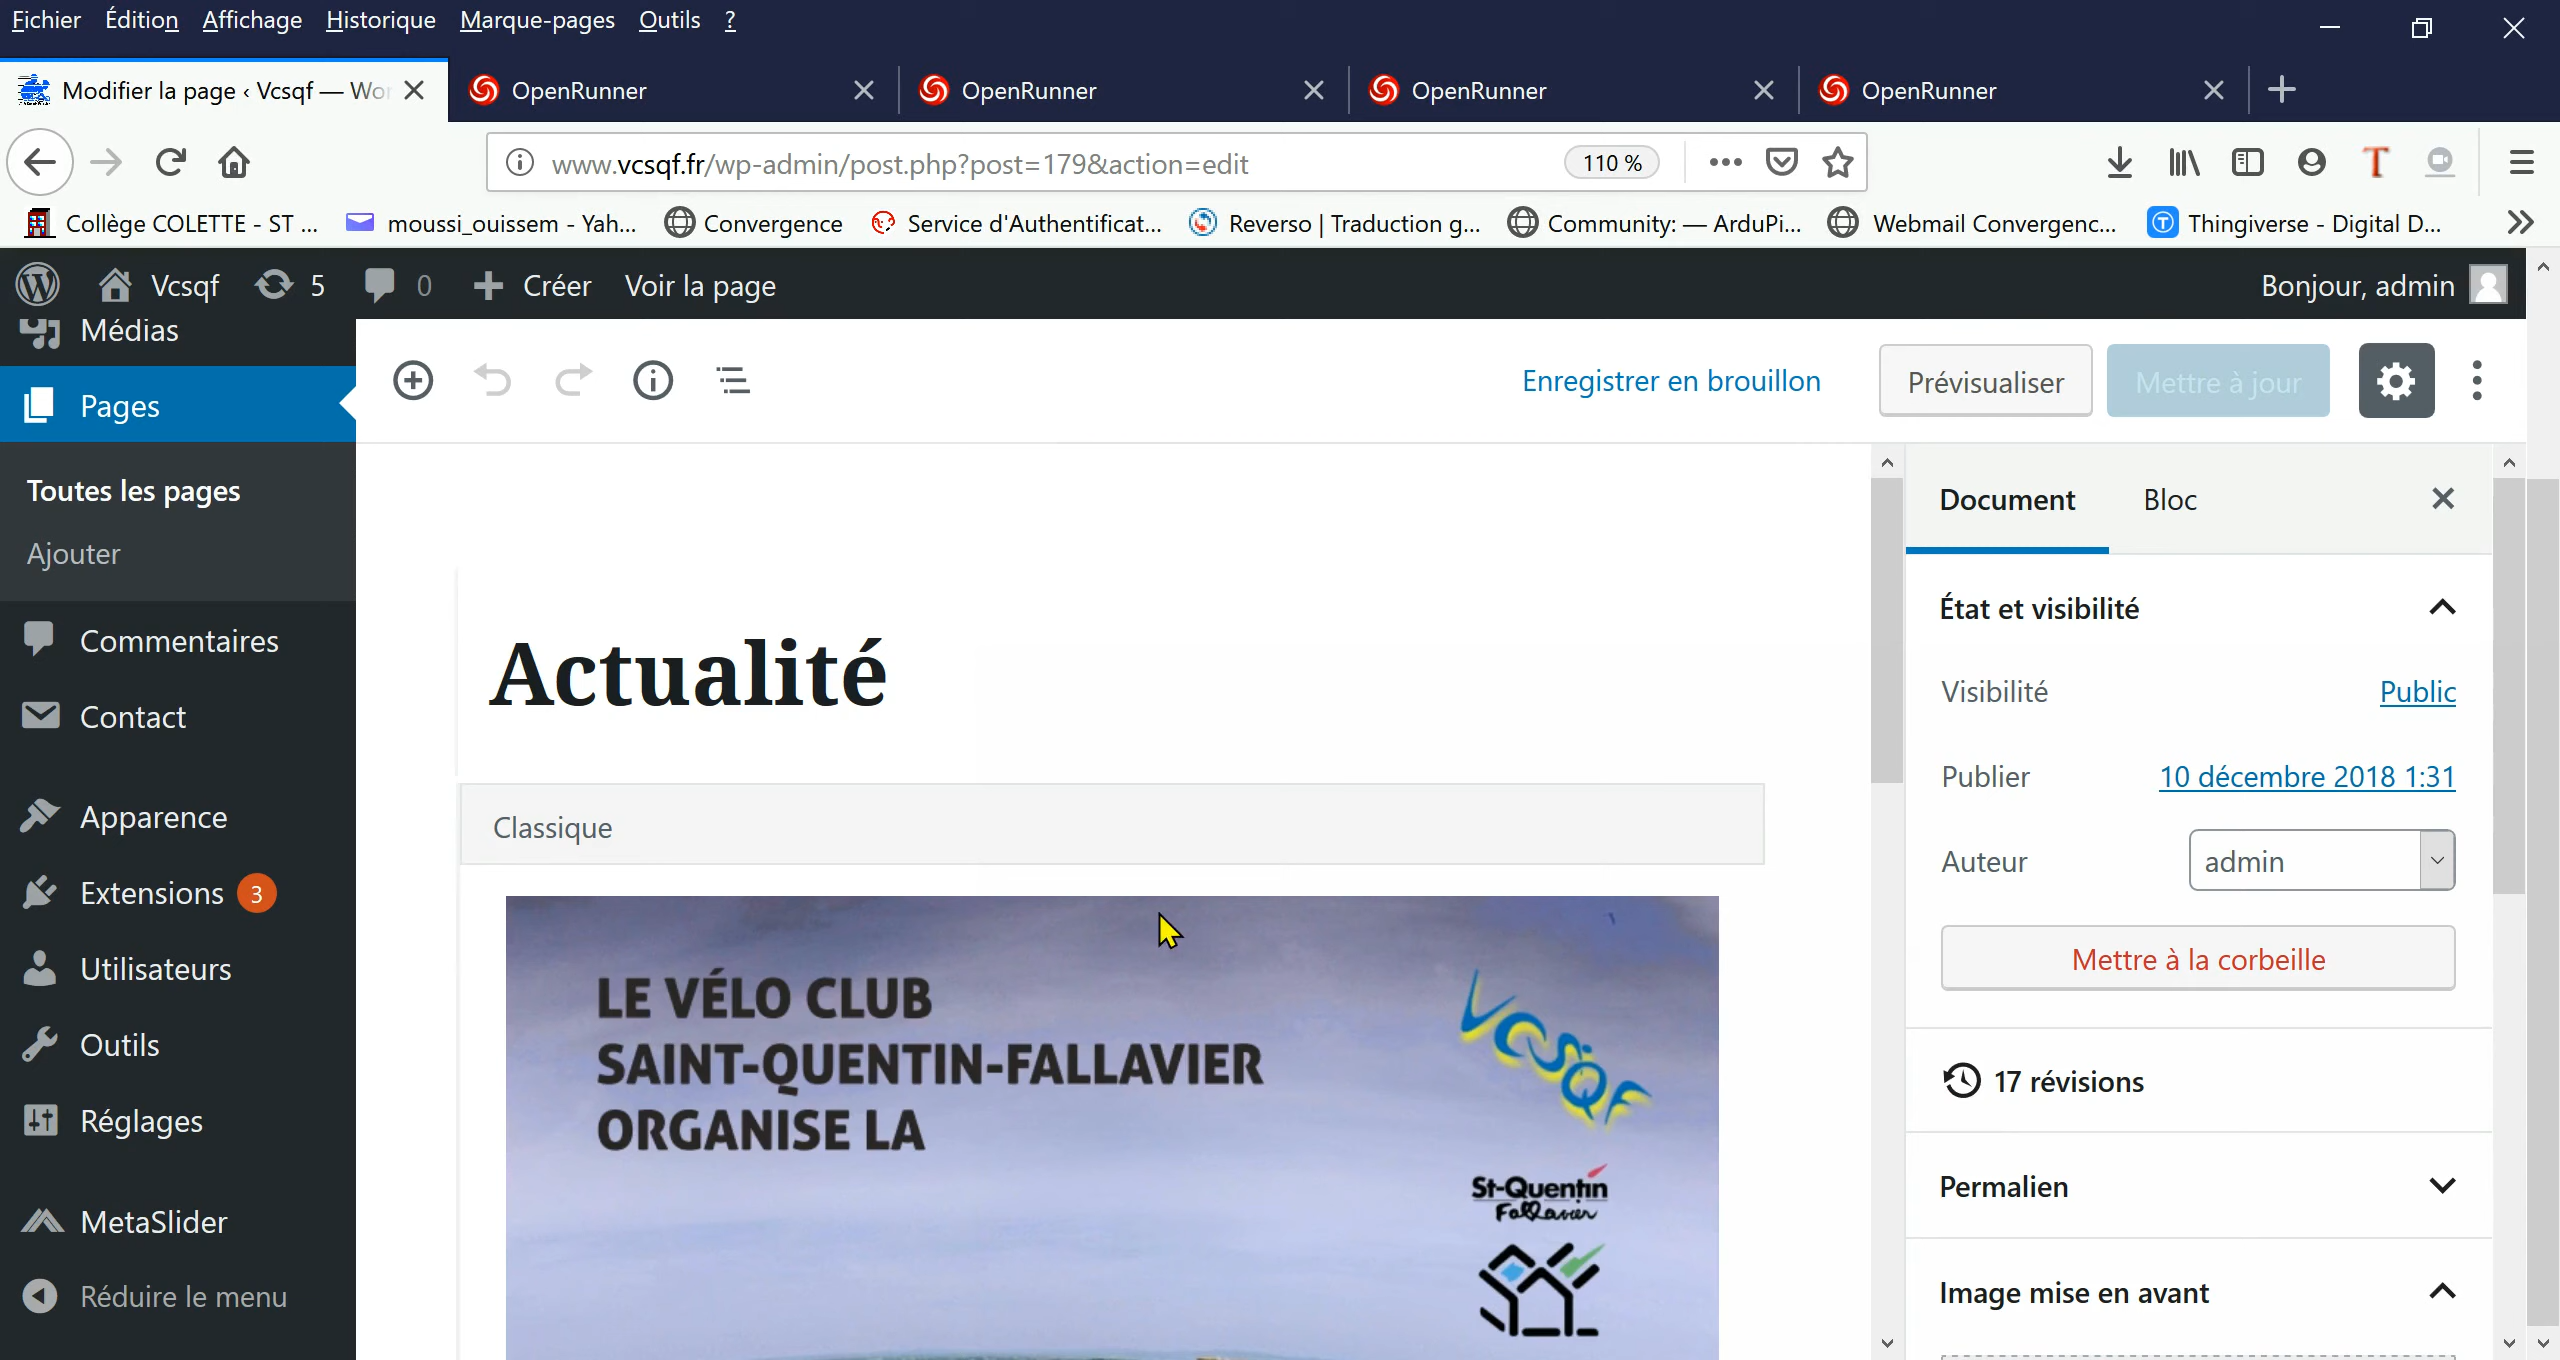 Fichier Édition Affichage Historique Marque-pages Outils ?
Modifier la page ‹ Vcsqf — Wor
OpenRunner
OpenRunner
OpenRunner
OpenRunner
www.vcsqf.fr/wp-admin/post.php?post=179&action=edit
110 %
Collège COLETTE - ST ...
moussi_ouissem - Yah...
Convergence
Service d'Authentificat...
Reverso | Traduction g...
Community: — ArduPi...
Webmail Convergenc...
Thingiverse - Digital D...
Vcsqf
5
0
Créer
Voir la page
Bonjour, admin
Médias
Pages
Toutes les pages
Ajouter
Commentaires
Contact
Apparence
Extensions 3
Utilisateurs
Outils
Réglages
MetaSlider
Réduire le menu
Enregistrer en brouillon
Prévisualiser
Mettre à jour
Actualité
Classique
LE VÉLO CLUB
SAINT-QUENTIN-FALLAVIER
ORGANISE LA
VCSQF
St-Quentin
Fallavier
Document
Bloc
État et visibilité
Visibilité
Public
Publier
10 décembre 2018 1:31
Auteur
admin
Mettre à la corbeille
17 révisions
Permalien
Image mise en avant